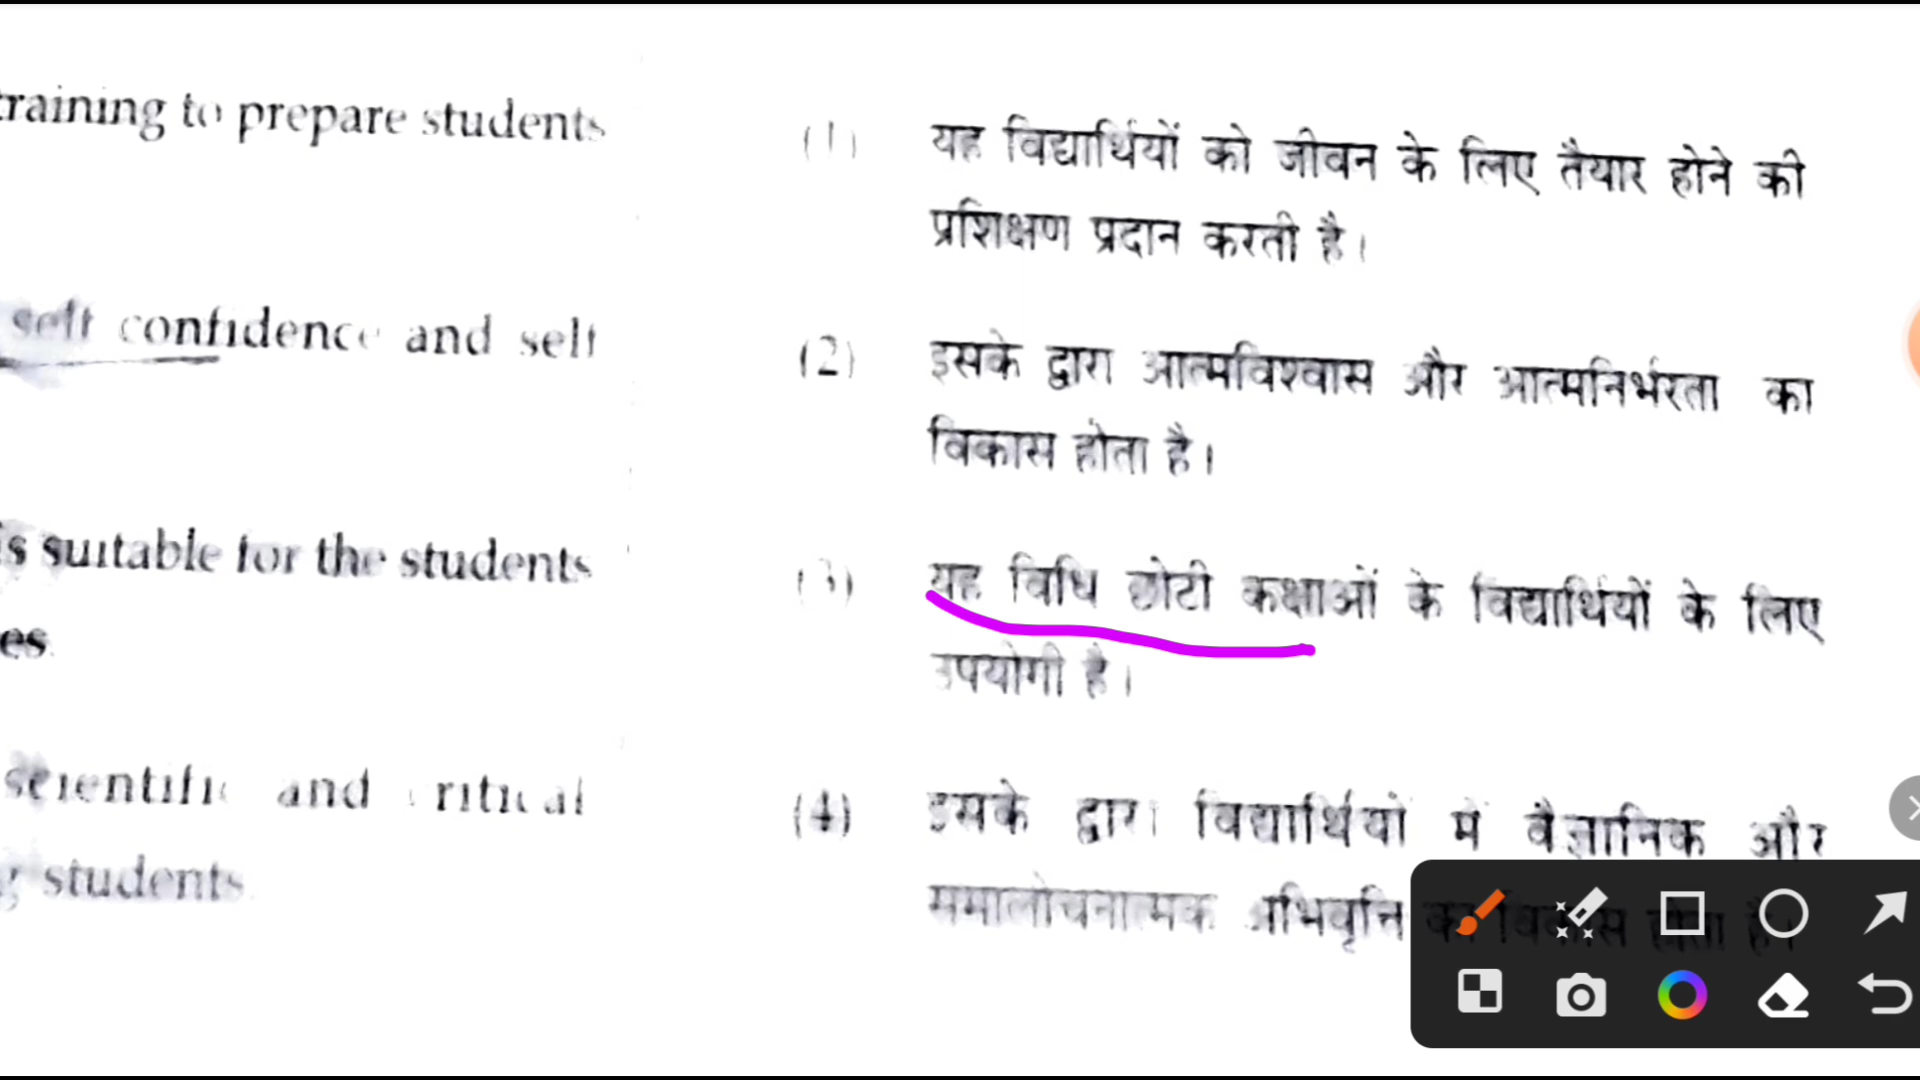 training to prepare students
self confidence and self
is suitable for the students
es
scientific and critical
g students
(1) यह विद्यार्थियों को जीवन के लिए तैयार होने की
प्रशिक्षण प्रदान करती है।
(2) इसके द्वारा आत्मविश्वास और आत्मनिर्भरता का
विकास होता है।
(3) यह विधि छोटी कक्षाओं के विद्यार्थियों के लिए
उपयोगी है।
(4) इसके द्वारा विद्यार्थियों में वैज्ञानिक और
समालोचनात्मक अभिवृत्ति का विकास होता है।